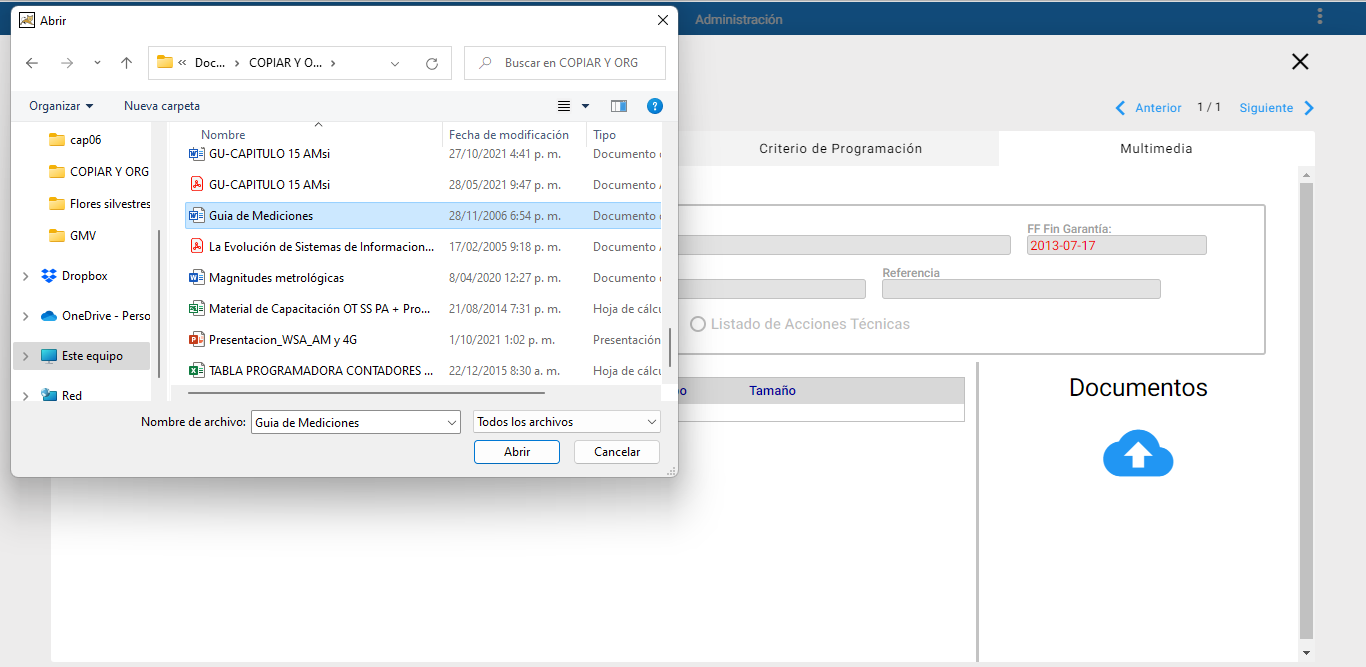 Abrir
Administración
« Doc... › COPIAR Y O... ›
Buscar en COPIAR Y ORG
Organizar
Nueva carpeta
Anterior 1 / 1 Siguiente
Nombre
Fecha de modificación
Tipo
cap06
COPIAR Y ORG
Flores silvestres
GMV
Dropbox
OneDrive - Perso
Este equipo
Red
GU-CAPITULO 15 AMsi 27/10/2021 4:41 p. m. Documento
GU-CAPITULO 15 AMsi 28/05/2021 9:47 p. m. Documento
Guia de Mediciones 28/11/2006 6:54 p. m. Documento
La Evolución de Sistemas de Informacion... 17/02/2005 9:18 p. m. Documento
Magnitudes metrológicas 8/04/2020 12:27 p. m. Documento
Material de Capacitación OT SS PA + Pro... 21/08/2014 7:31 p. m. Hoja de cálcu
Presentacion_WSA_AM y 4G 1/10/2021 1:02 p. m. Presentación
TABLA PROGRAMADORA CONTADORES ... 22/12/2015 8:30 a. m. Hoja de cálcu
Nombre de archivo: Guia de Mediciones
Todos los archivos
Abrir
Cancelar
Criterio de Programación
Multimedia
FF Fin Garantía:
2013-07-17
Referencia
Listado de Acciones Técnicas
Tamaño
Documentos